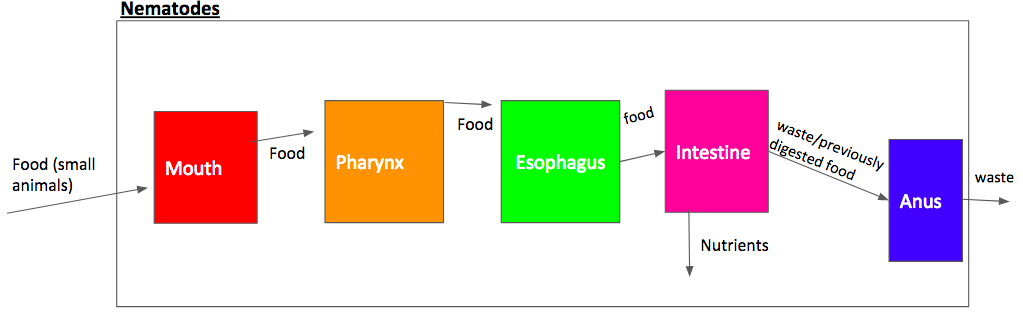 Nematodes
Food (small
animals)
Mouth
Food
Pharynx
Food
Esophagus
food
Intestine
Nutrients
waste/previously
digested food
Anus
waste